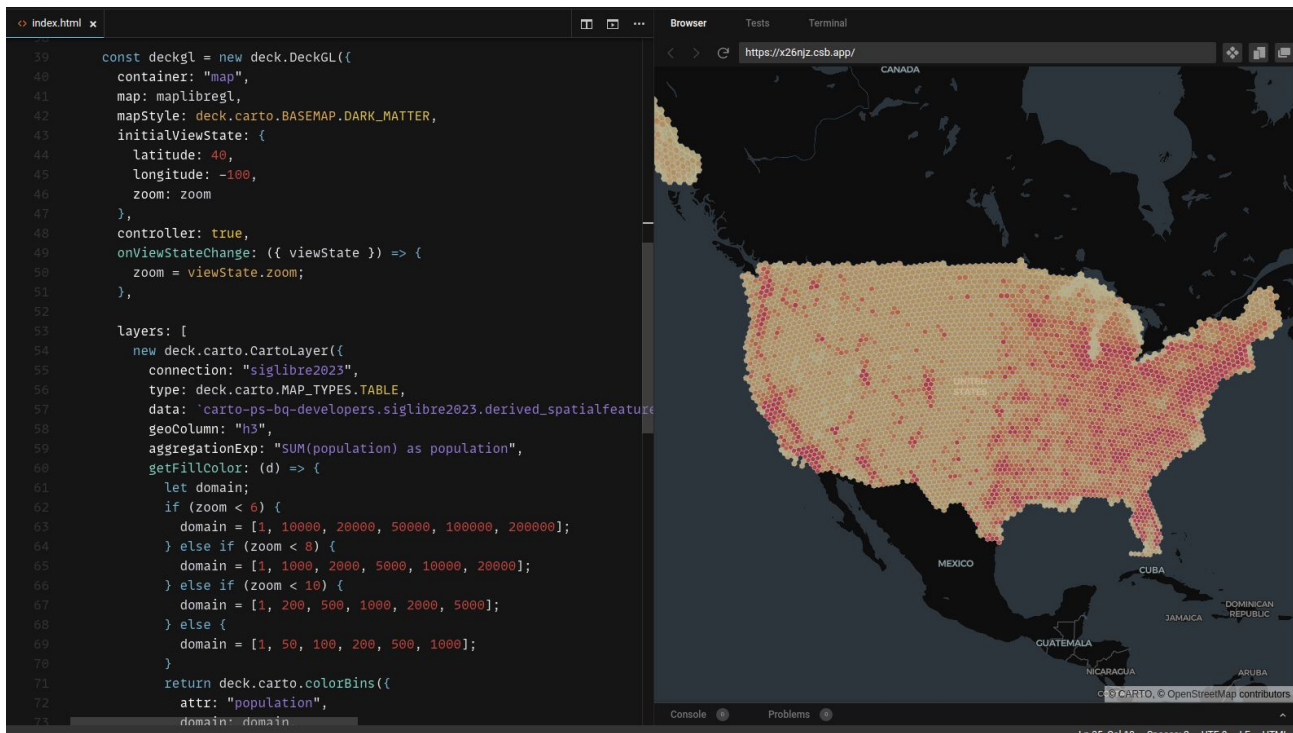 index.html
39 const deckgl = new deck.DeckGL({
40 container: "map",
41 map: maplibregl,
42 mapStyle: deck.carto.BASEMAP.DARK_MATTER,
43 initialViewState: {
44 latitude: 40,
45 longitude: -100,
46 zoom: zoom
47 },
48 controller: true,
49 onViewStateChange: ({ viewState }) => {
50 zoom = viewState.zoom;
51 },
52
53 layers: [
54 new deck.carto.CartoLayer({
55 connection: "siglibre2023",
56 type: deck.carto.MAP_TYPES.TABLE,
57 data: `carto-ps-bq-developers.siglibre2023.derived_spatialfeature
58 geoColumn: "h3",
59 aggregationExp: "SUM(population) as population",
60 getFillColor: (d) => {
61 let domain;
62 if (zoom < 6) {
63 domain = [1, 10000, 20000, 50000, 100000, 200000];
64 } else if (zoom < 8) {
65 domain = [1, 1000, 2000, 5000, 10000, 20000];
66 } else if (zoom < 10) {
67 domain = [1, 200, 500, 1000, 2000, 5000];
68 } else {
69 domain = [1, 50, 100, 200, 500, 1000];
70 }
71 return deck.carto.colorBins({
72 attr: "population",
73 domain: domain,
Browser Tests Terminal
https://x26njz.csb.app/
CANADA
UNITED
STATES
MEXICO
CUBA
DOMINICAN
REPUBLIC
JAMAICA
GUATEMALA
NICARAGUA
ARUBA
© CARTO, © OpenStreetMap contributors
Console 0 Problems 0